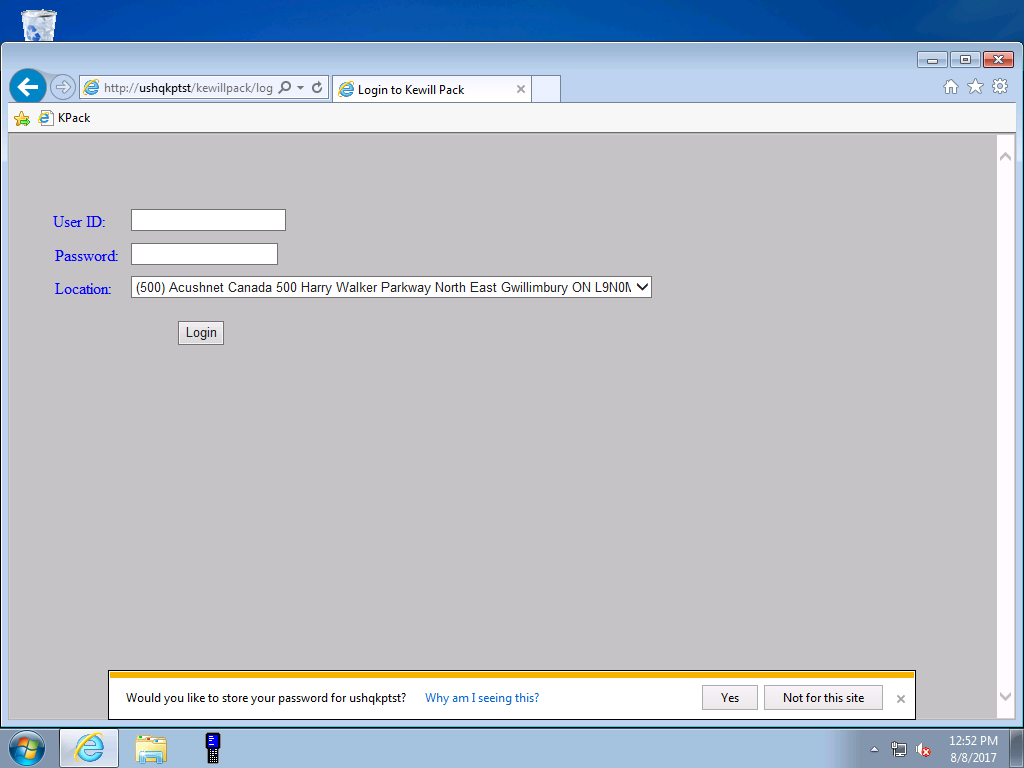 http://ushqkptst/kewillpack/log
Login to Kewill Pack
KPack
User ID:
Password:
Location: (500) Acushnet Canada 500 Harry Walker Parkway North East Gwillimbury ON L9N0M
Login
Would you like to store your password for ushqkptst? Why am I seeing this? Yes Not for this site
12:52 PM
8/8/2017